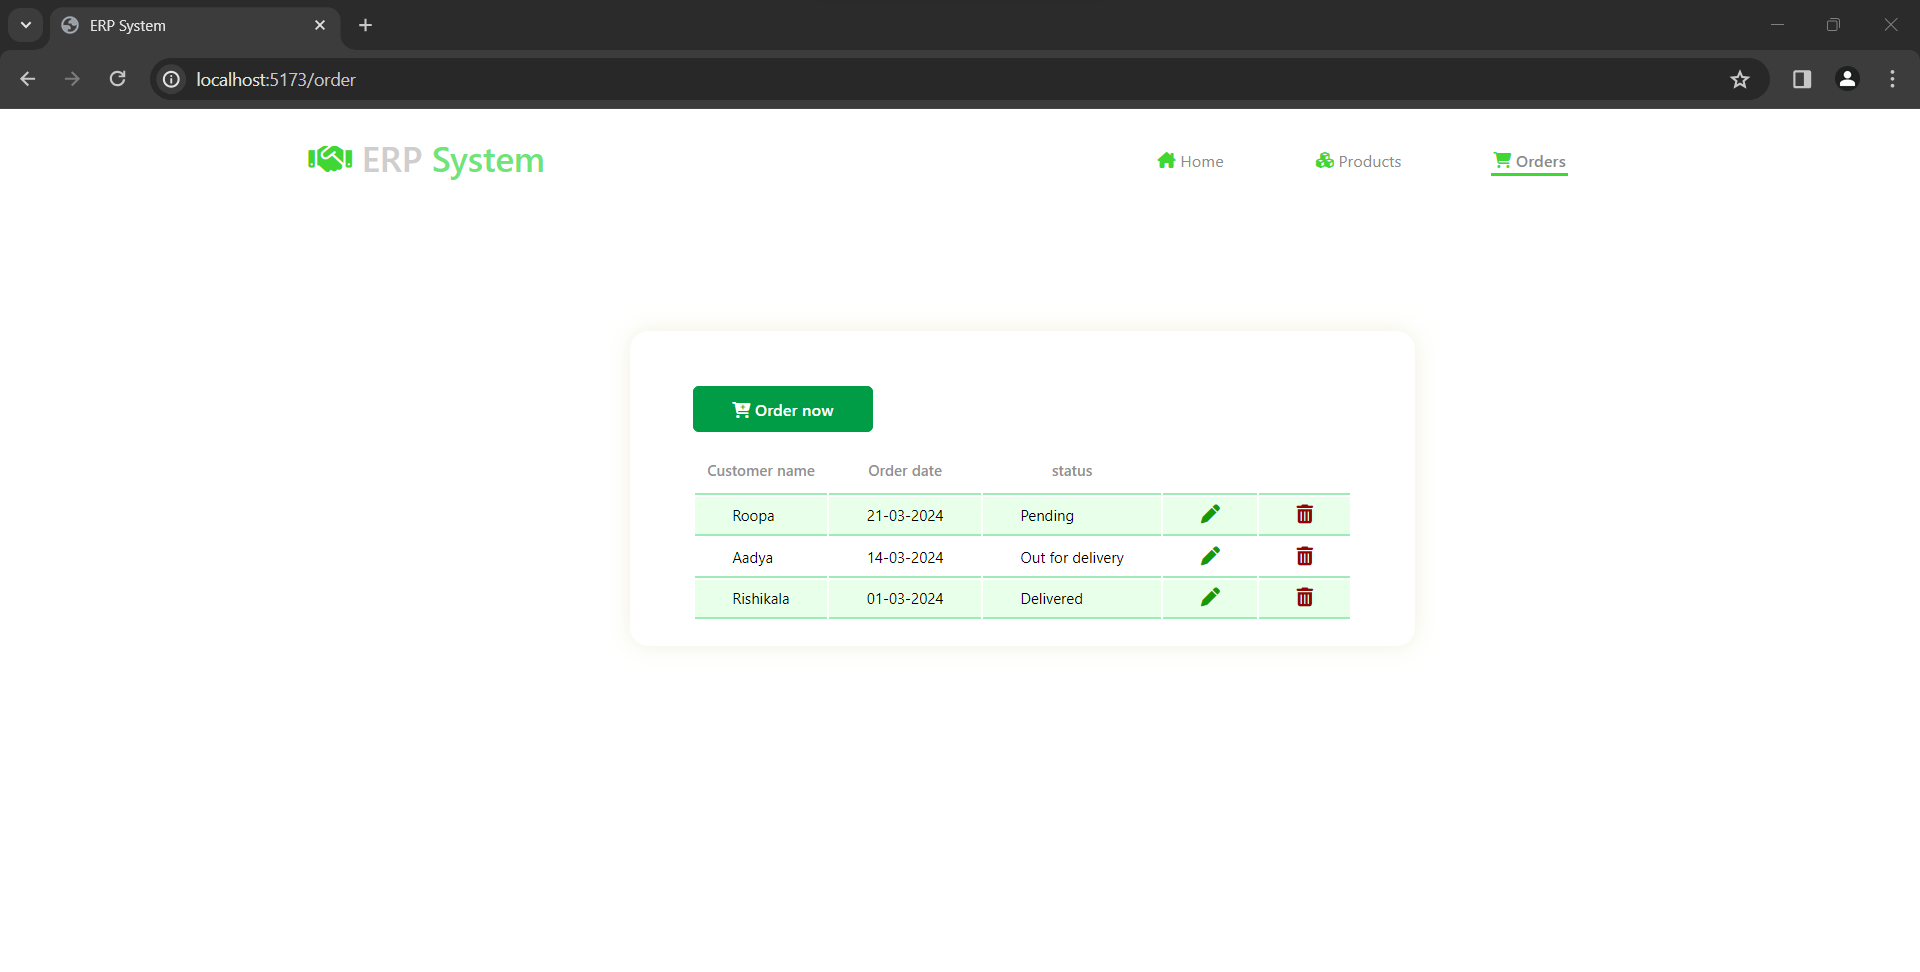 ERP System
localhost:5173/order
ERP System
Home Products Orders
Order now
Customer name Order date status
Roopa 21-03-2024 Pending
Aadya 14-03-2024 Out for delivery
Rishikala 01-03-2024 Delivered